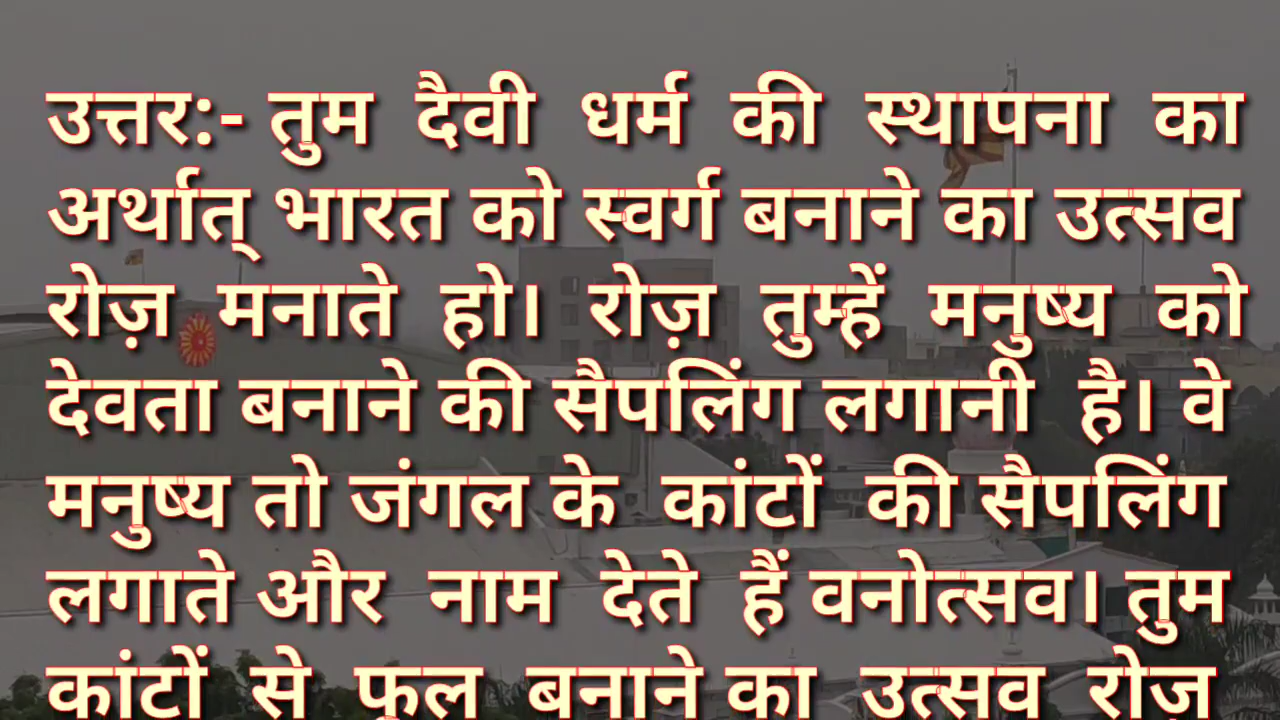 उत्तर:- तुम दैवी धर्म की स्थापना का
अर्थात् भारत को स्वर्ग बनाने का उत्सव
रोज़ मनाते हो। रोज़ तुम्हें मनुष्य को
देवता बनाने की सैपलिंग लगानी है। वे
मनुष्य तो जंगल के कांटों की सैपलिंग
लगाते और नाम देते हैं वनोत्सव। तुम
कांटों से फूल बनाने का उत्सव रोज़